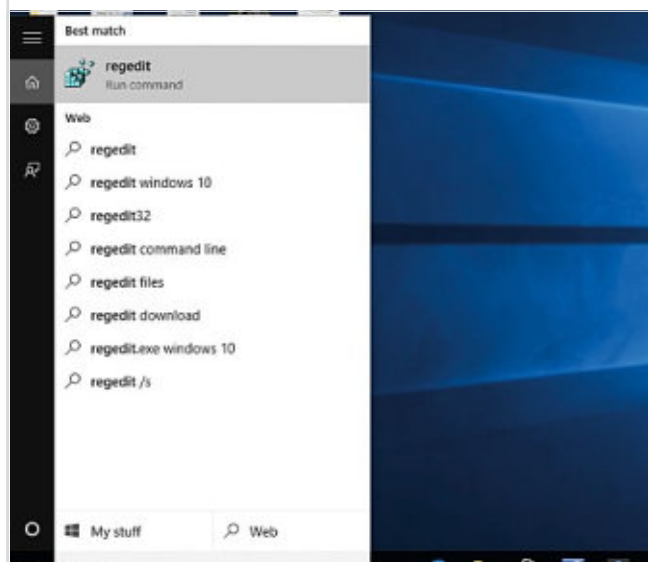 Best match
regedit
Run command
Web
regedit
regedit windows 10
regedit32
regedit command line
regedit files
regedit download
regedit.exe windows 10
regedit /s
My stuff
Web